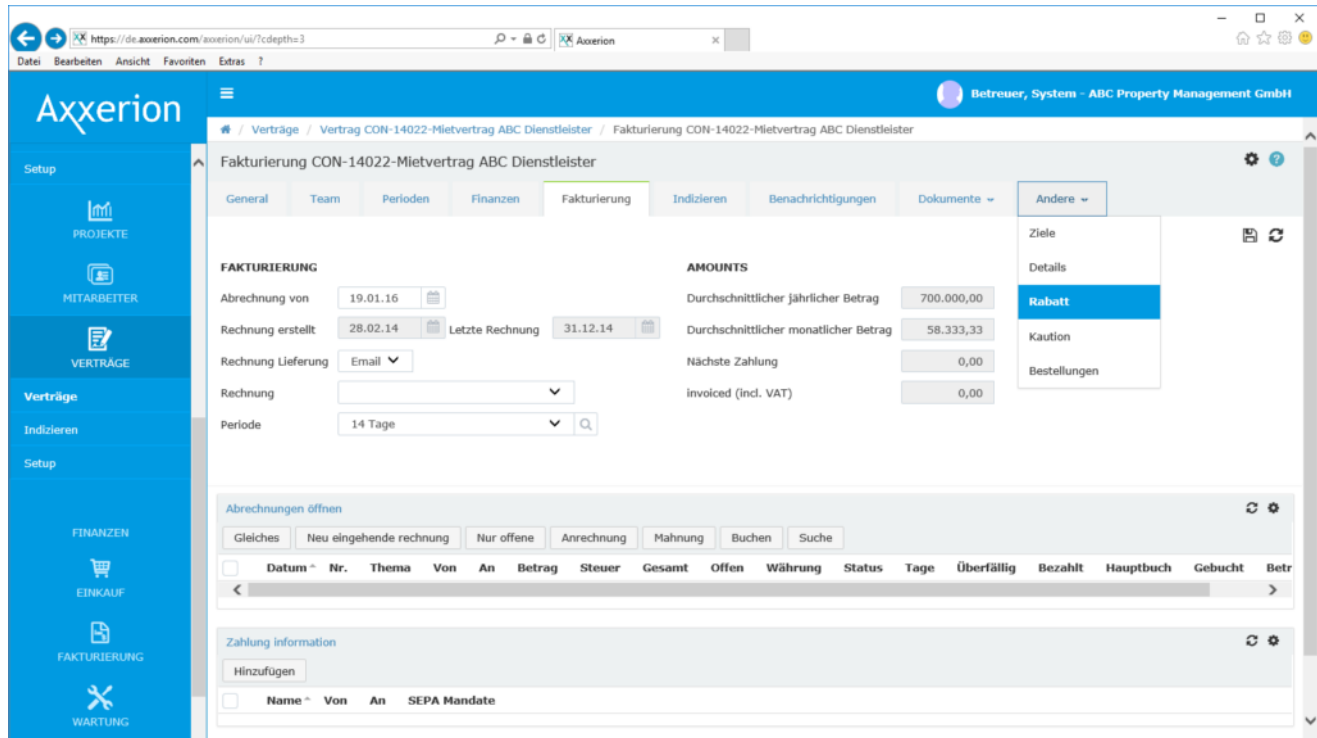 https://de.axxerion.com/axxerion/ui/?cdepth=3
Axxerion
Datei Bearbeiten Ansicht Favoriten Extras ?
Axxerion
Betreuer, System - ABC Property Management GmbH
/ Verträge / Vertrag CON-14022-Mietvertrag ABC Dienstleister / Fakturierung CON-14022-Mietvertrag ABC Dienstleister
Setup
PROJEKTE
MITARBEITER
VERTRÄGE
Verträge
Indizieren
Setup
FINANZEN
EINKAUF
FAKTURIERUNG
WARTUNG
Fakturierung CON-14022-Mietvertrag ABC Dienstleister
General Team Perioden Finanzen Fakturierung Indizieren Benachrichtigungen Dokumente Andere
Ziele
Details
Rabatt
Kaution
Bestellungen
FAKTURIERUNG
Abrechnung von 19.01.16
Rechnung erstellt 28.02.14 Letzte Rechnung 31.12.14
Rechnung Lieferung Email
Rechnung
Periode 14 Tage
AMOUNTS
Durchschnittlicher jährlicher Betrag 700.000,00
Durchschnittlicher monatlicher Betrag 58.333,33
Nächste Zahlung 0,00
invoiced (incl. VAT) 0,00
Abrechnungen öffnen
Gleiches Neu eingehende rechnung Nur offene Anrechnung Mahnung Buchen Suche
Datum Nr. Thema Von An Betrag Steuer Gesamt Offen Währung Status Tage Überfällig Bezahlt Hauptbuch Gebucht Betr
Zahlung information
Hinzufügen
Name Von An SEPA Mandate